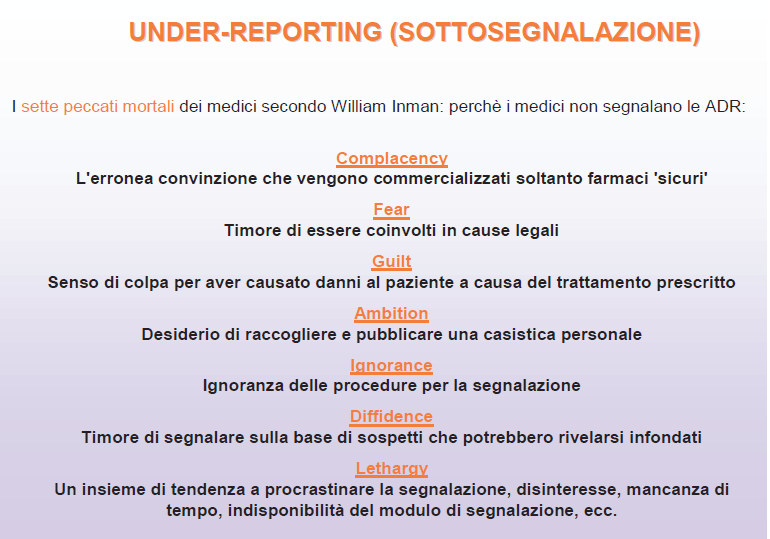 UNDER-REPORTING (SOTTOSEGNALAZIONE)
I sette peccati mortali dei medici secondo William Inman: perchè i medici non segnalano le ADR:
Complacency
L'erronea convinzione che vengono commercializzati soltanto farmaci 'sicuri'
Fear
Timore di essere coinvolti in cause legali
Guilt
Senso di colpa per aver causato danni al paziente a causa del trattamento prescritto
Ambition
Desiderio di raccogliere e pubblicare una casistica personale
Ignorance
Ignoranza delle procedure per la segnalazione
Diffidence
Timore di segnalare sulla base di sospetti che potrebbero rivelarsi infondati
Lethargy
Un insieme di tendenza a procrastinare la segnalazione, disinteresse, mancanza di
tempo, indisponibilità del modulo di segnalazione, ecc.